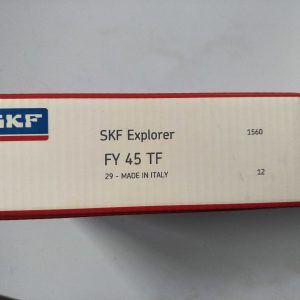 SKF
SKF Explorer
1560
FY 45 TF
29 - MADE IN ITALY
12